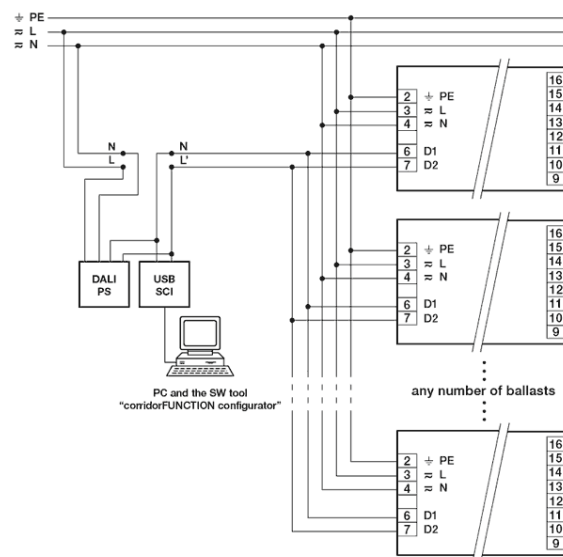 ⏚ PE
≂ L
≂ N
N
L
N
L'
DALI
PS
USB
SCI
PC and the SW tool
“corridorFUNCTION configurator”
2 ⏚ PE
3 ≂ L
4 ≂ N
6 D1
7 D2
16
15
14
13
12
11
10
9
2 ⏚ PE
3 ≂ L
4 ≂ N
6 D1
7 D2
16
15
14
13
12
11
10
9
any number of ballasts
2 ⏚ PE
3 ≂ L
4 ≂ N
6 D1
7 D2
16
15
14
13
12
11
10
9